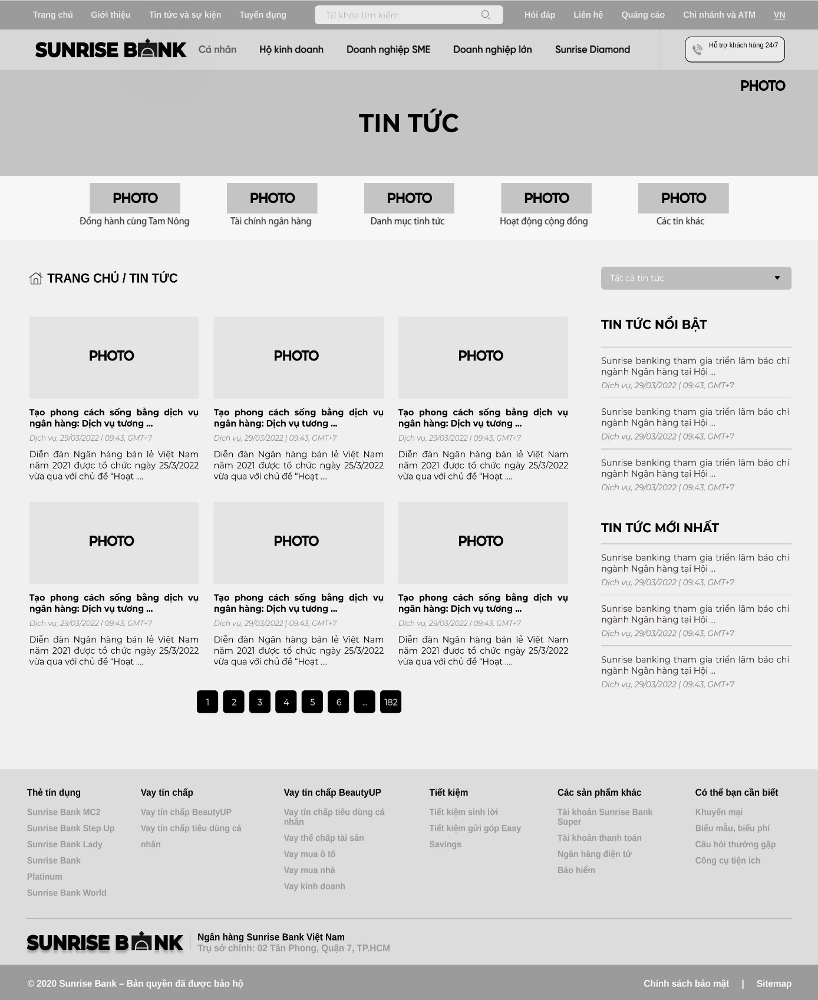 Trang chủ Giới thiệu Tin tức và sự kiện Tuyển dụng Từ khóa tìm kiếm Hỏi đáp Liên hệ Quảng cáo Chi nhánh và ATM VN
SUNRISE BANK Cá nhân Hộ kinh doanh Doanh nghiệp SME Doanh nghiệp lớn Sunrise Diamond Hỗ trợ khách hàng 24/7
PHOTO
TIN TỨC
PHOTO PHOTO PHOTO PHOTO PHOTO
Đồng hành cùng Tam Nông Tài chính ngân hàng Danh mục tinh tức Hoạt động cộng đồng Các tin khác
TRANG CHỦ / TIN TỨC
PHOTO PHOTO PHOTO
Tạo phong cách sống bằng dịch vụ Tạo phong cách sống bằng dịch vụ Tạo phong cách sống bằng dịch vụ
ngân hàng: Dịch vụ tương ... ngân hàng: Dịch vụ tương ... ngân hàng: Dịch vụ tương ...
Dịch vụ, 29/03/2022 | 09:43, GMT+7 Dịch vụ, 29/03/2022 | 09:43, GMT+7 Dịch vụ, 29/03/2022 | 09:43, GMT+7
Diễn đàn Ngân hàng bán lẻ Việt Nam Diễn đàn Ngân hàng bán lẻ Việt Nam Diễn đàn Ngân hàng bán lẻ Việt Nam
năm 2021 được tổ chức ngày 25/3/2022 năm 2021 được tổ chức ngày 25/3/2022 năm 2021 được tổ chức ngày 25/3/2022
vừa qua với chủ đề “Hoạt .... vừa qua với chủ đề “Hoạt .... vừa qua với chủ đề “Hoạt ....
PHOTO PHOTO PHOTO
Tạo phong cách sống bằng dịch vụ Tạo phong cách sống bằng dịch vụ Tạo phong cách sống bằng dịch vụ
ngân hàng: Dịch vụ tương ... ngân hàng: Dịch vụ tương ... ngân hàng: Dịch vụ tương ...
Dịch vụ, 29/03/2022 | 09:43, GMT+7 Dịch vụ, 29/03/2022 | 09:43, GMT+7 Dịch vụ, 29/03/2022 | 09:43, GMT+7
Diễn đàn Ngân hàng bán lẻ Việt Nam Diễn đàn Ngân hàng bán lẻ Việt Nam Diễn đàn Ngân hàng bán lẻ Việt Nam
năm 2021 được tổ chức ngày 25/3/2022 năm 2021 được tổ chức ngày 25/3/2022 năm 2021 được tổ chức ngày 25/3/2022
vừa qua với chủ đề “Hoạt .... vừa qua với chủ đề “Hoạt .... vừa qua với chủ đề “Hoạt ....
1 2 3 4 5 6 ... 182
Tất cả tin tức
TIN TỨC NỔI BẬT
Sunrise banking tham gia triển lãm báo chí
ngành Ngân hàng tại Hội ...
Dịch vụ, 29/03/2022 | 09:43, GMT+7
Sunrise banking tham gia triển lãm báo chí
ngành Ngân hàng tại Hội ...
Dịch vụ, 29/03/2022 | 09:43, GMT+7
Sunrise banking tham gia triển lãm báo chí
ngành Ngân hàng tại Hội ...
Dịch vụ, 29/03/2022 | 09:43, GMT+7
TIN TỨC MỚI NHẤT
Sunrise banking tham gia triển lãm báo chí
ngành Ngân hàng tại Hội ...
Dịch vụ, 29/03/2022 | 09:43, GMT+7
Sunrise banking tham gia triển lãm báo chí
ngành Ngân hàng tại Hội ...
Dịch vụ, 29/03/2022 | 09:43, GMT+7
Sunrise banking tham gia triển lãm báo chí
ngành Ngân hàng tại Hội ...
Dịch vụ, 29/03/2022 | 09:43, GMT+7
Thẻ tín dụng
Sunrise Bank MC2
Sunrise Bank Step Up
Sunrise Bank Lady
Sunrise Bank
Platinum
Sunrise Bank World
Vay tín chấp
Vay tín chấp BeautyUP
Vay tín chấp tiêu dùng cá
nhân
Vay tín chấp BeautyUP
Vay tín chấp tiêu dùng cá
nhân
Vay thế chấp tài sản
Vay mua ô tô
Vay mua nhà
Vay kinh doanh
Tiết kiệm
Tiết kiệm sinh lời
Tiết kiệm gửi góp Easy
Savings
Các sản phẩm khác
Tài khoản Sunrise Bank
Super
Tài khoản thanh toán
Ngân hàng điện tử
Bảo hiểm
Có thể bạn cần biết
Khuyến mại
Biểu mẫu, biểu phí
Câu hỏi thường gặp
Công cụ tiện ích
SUNRISE BANK
Ngân hàng Sunrise Bank Việt Nam
Trụ sở chính: 02 Tân Phong, Quận 7, TP.HCM
© 2020 Sunrise Bank – Bản quyền đã được bảo hộ Chính sách bảo mật | Sitemap